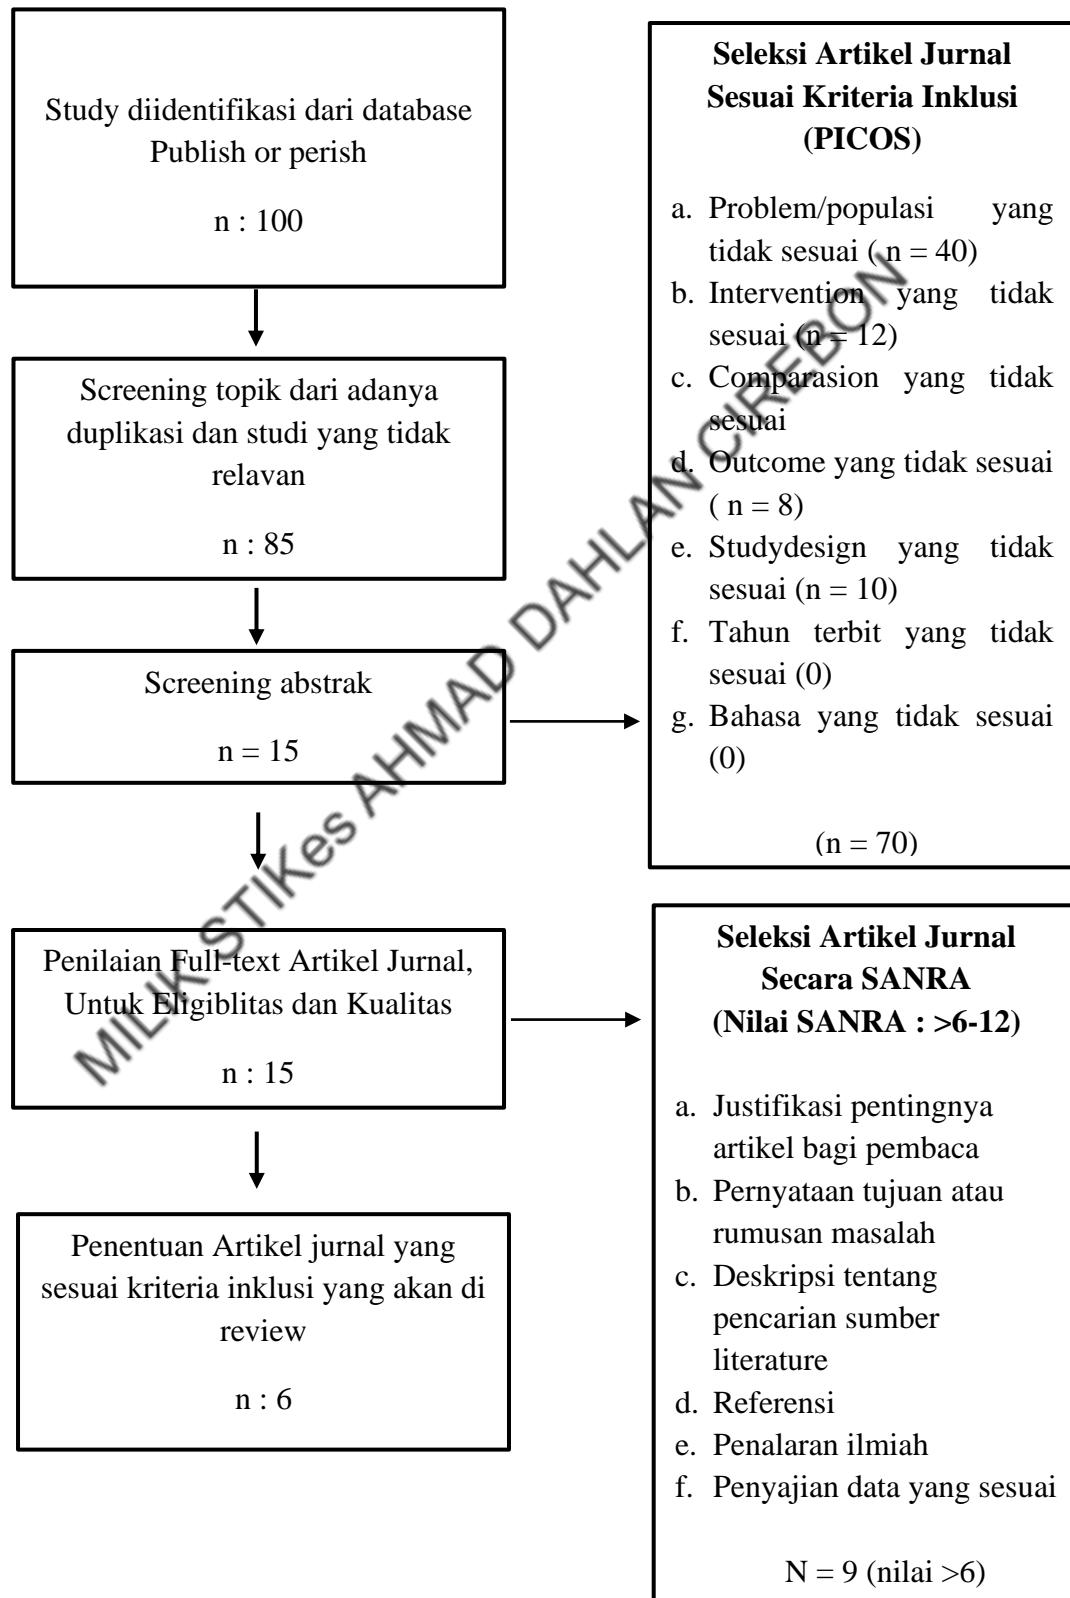 Study diidentifikasi dari database
Publish or perish
n : 100
Screening topik dari adanya
duplikasi dan studi yang tidak
relavan
n : 85
Screening abstrak
n = 15
Penilaian Full-text Artikel Jurnal,
Untuk Eligiblitas dan Kualitas
n : 15
Penentuan Artikel jurnal yang
sesuai kriteria inklusi yang akan di
review
n : 6
Seleksi Artikel Jurnal
Sesuai Kriteria Inklusi
(PICOS)
a. Problem/populasi yang
tidak sesuai ( n = 40)
b. Intervention yang tidak
sesuai (n = 12)
c. Comparasion yang tidak
sesuai
d. Outcome yang tidak sesuai
( n = 8)
e. Studydesign yang tidak
sesuai (n = 10)
f. Tahun terbit yang tidak
sesuai (0)
g. Bahasa yang tidak sesuai
(0)
(n = 70)
Seleksi Artikel Jurnal
Secara SANRA
(Nilai SANRA : >6-12)
a. Justifikasi pentingnya
artikel bagi pembaca
b. Pernyataan tujuan atau
rumusan masalah
c. Deskripsi tentang
pencarian sumber
literature
d. Referensi
e. Penalaran ilmiah
f. Penyajian data yang sesuai
N = 9 (nilai >6)
MILIK STIKes AHMAD DAHLAN CIREBON